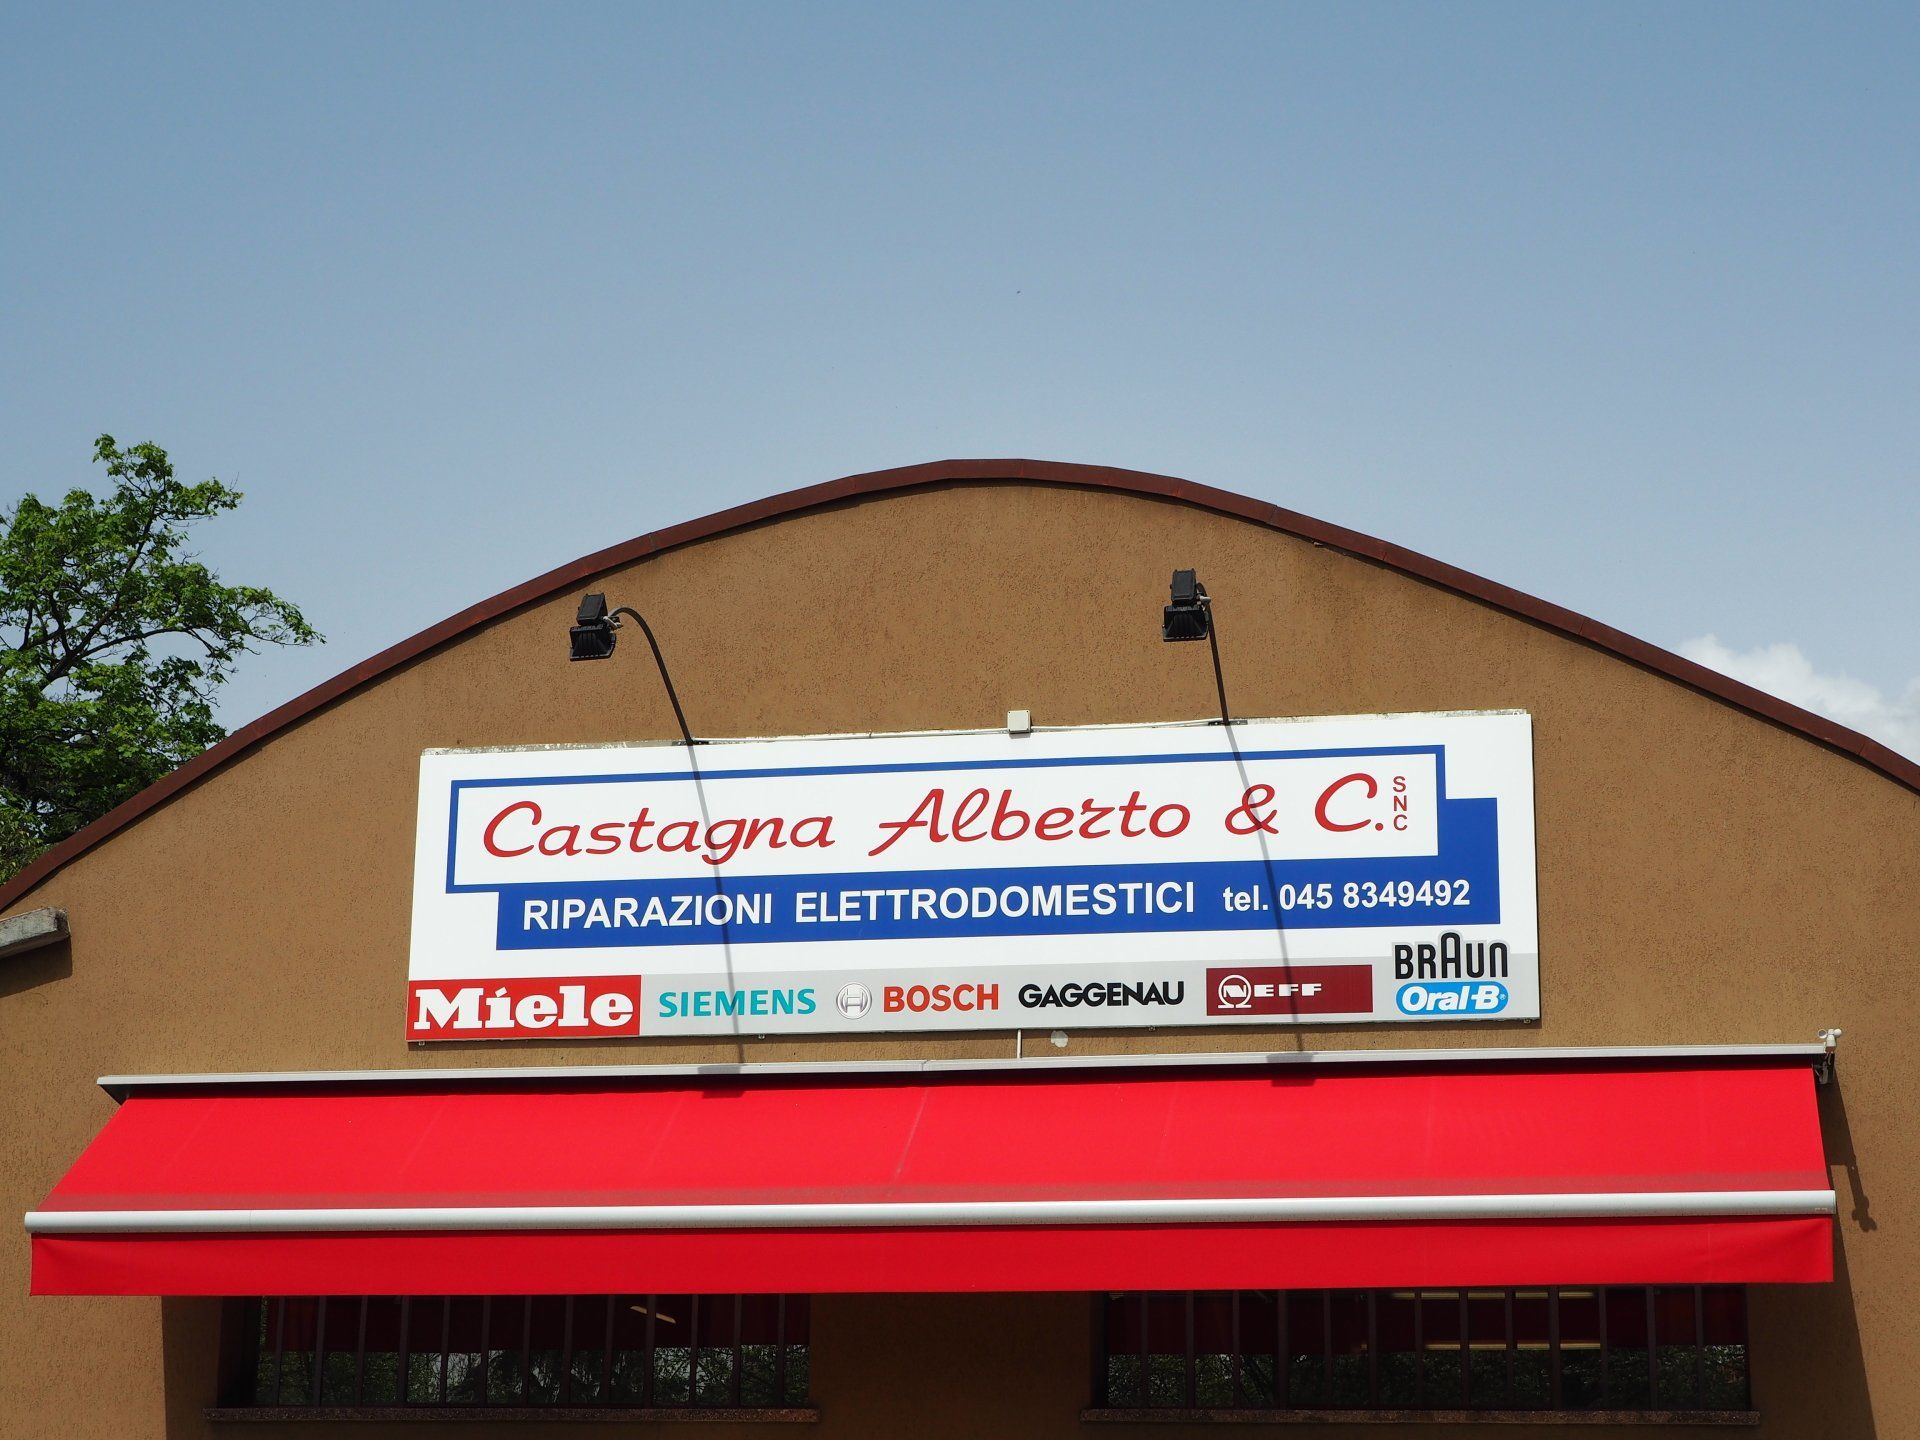 Castagna Alberto & C. SNC
RIPARAZIONI ELETTRODOMESTICI tel. 045 8349492
Miele SIEMENS BOSCH GAGGENAU NEFF BRAUN
Oral-B